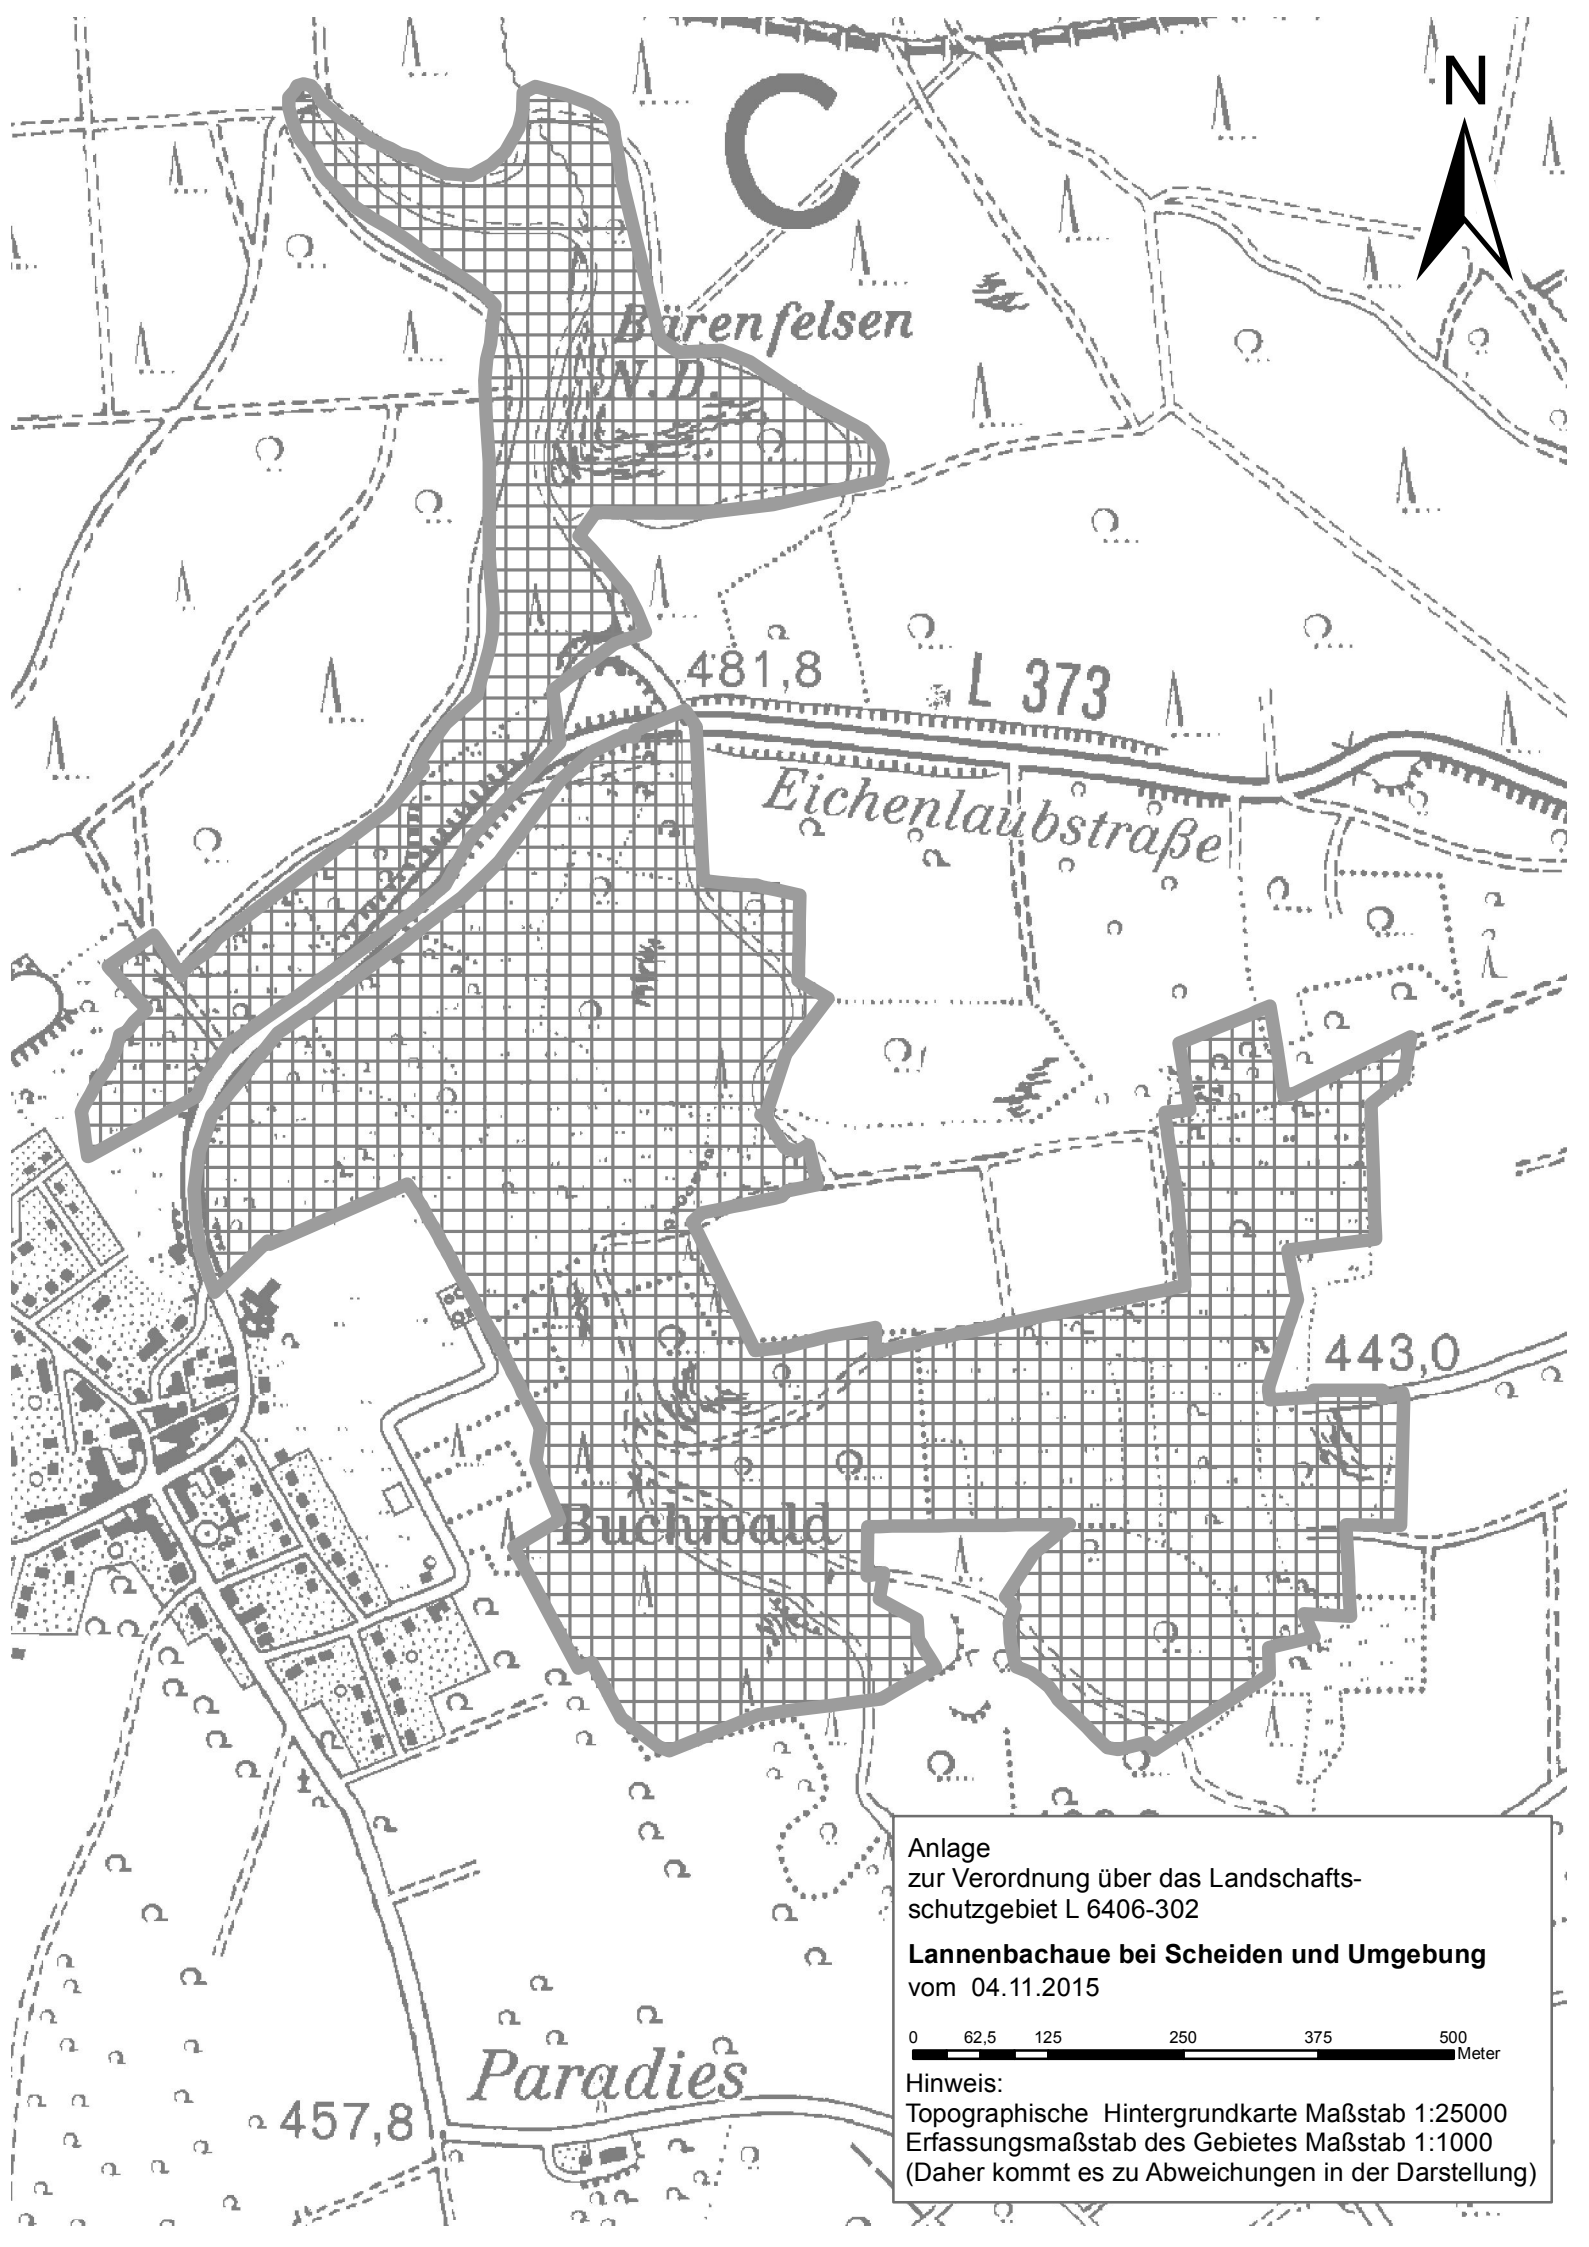 C
N
Bärenfelsen
N.D.
481,8
L 373
Eichenlaubstraße
443,0
Buchwald
Anlage
zur Verordnung über das Landschafts-
schutzgebiet L 6406-302
Lannenbachaue bei Scheiden und Umgebung
vom 04.11.2015
0 62,5 125 250 375 500
Meter
Hinweis:
Topographische Hintergrundkarte Maßstab 1:25000
Erfassungsmaßstab des Gebietes Maßstab 1:1000
(Daher kommt es zu Abweichungen in der Darstellung)
Paradies
457,8